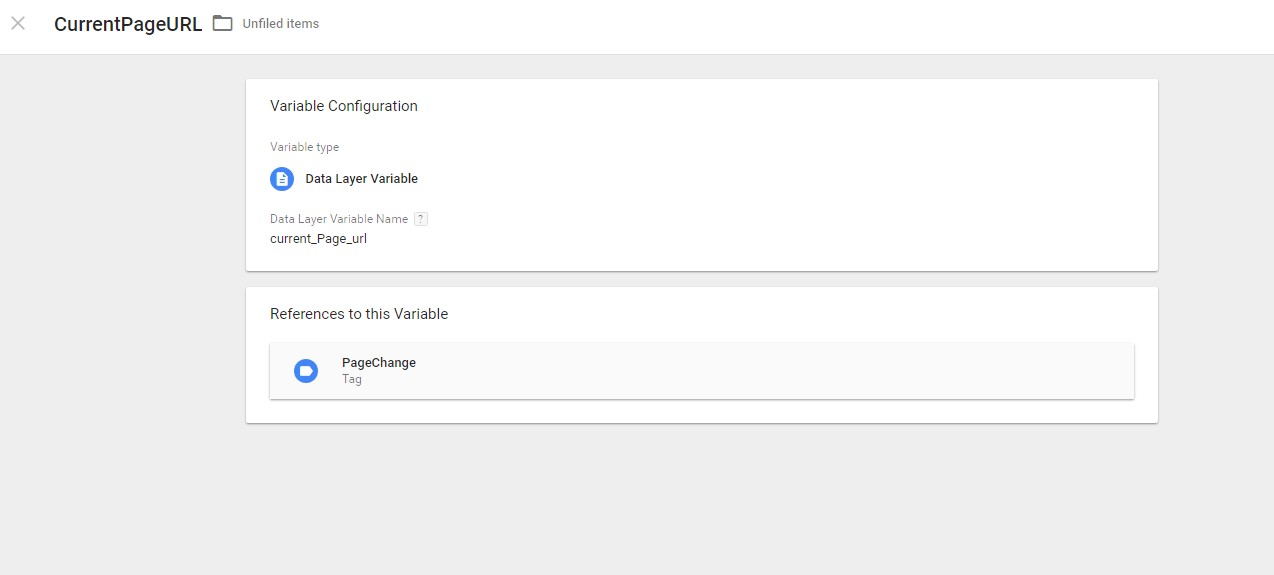 CurrentPageURL Unfiled items
Variable Configuration
Variable type
Data Layer Variable
Data Layer Variable Name ?
current_Page_url
References to this Variable
PageChange
Tag